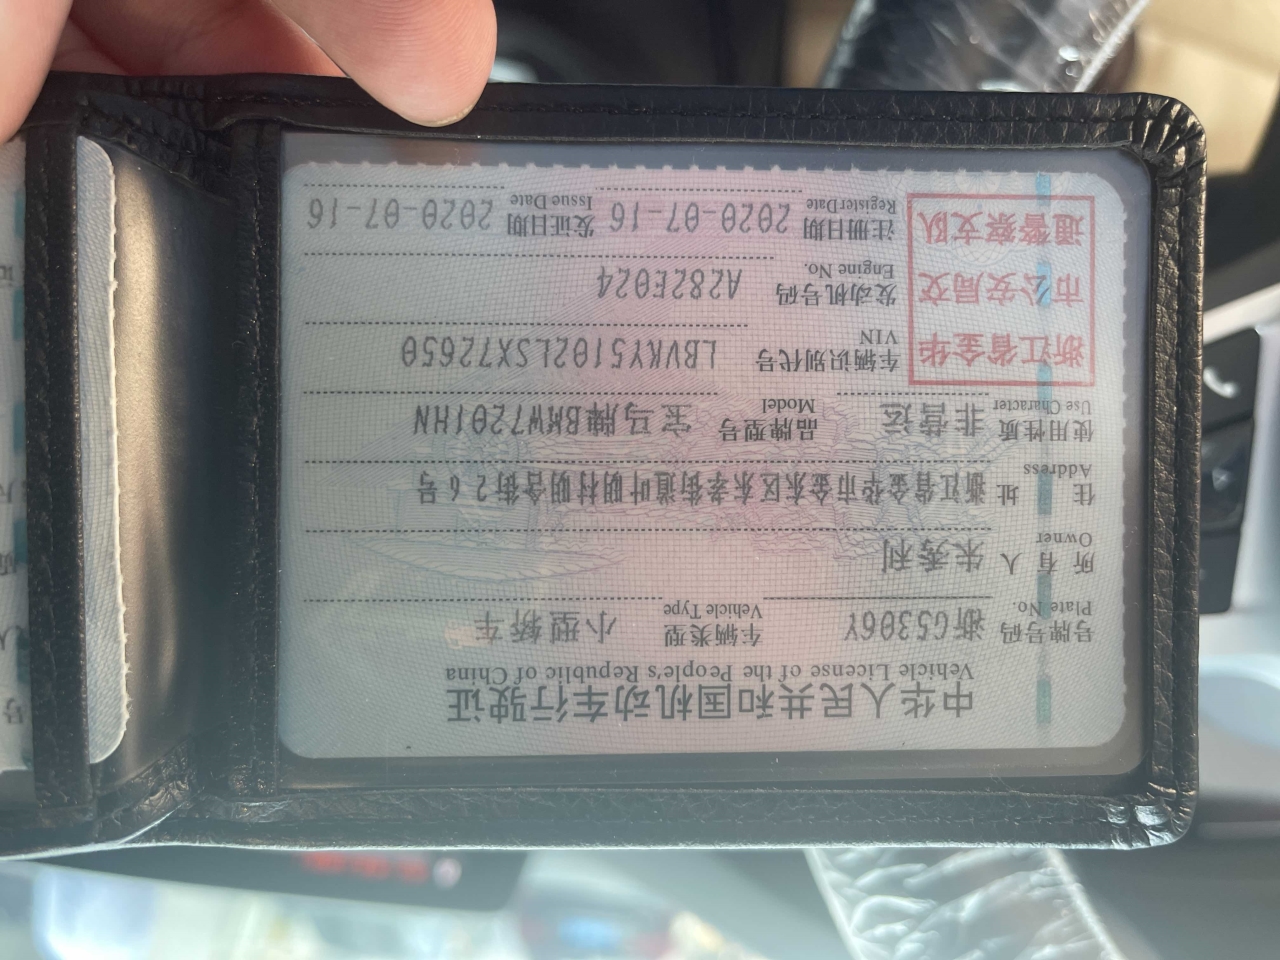 中华人民共和国机动车行驶证
Vehicle License of the People's Republic of China
号牌号码 浙G5306Y 车辆类型 小型轿车
Plate No. Vehicle Type
所有人 朱秀利
Owner
住址 浙江省金华市金东区东孝街道叶明村明合街26号
Address
使用性质 非营运 品牌型号 宝马牌BMW7201HN
Use Character Model
浙江省金华
市公安局交
通警察支队
车辆识别代号 LBVKY5102LSX72650
VIN
发动机号码 A282E024
Engine No.
注册日期 2020-07-16 发证日期 2020-07-16
Register Date Issue Date